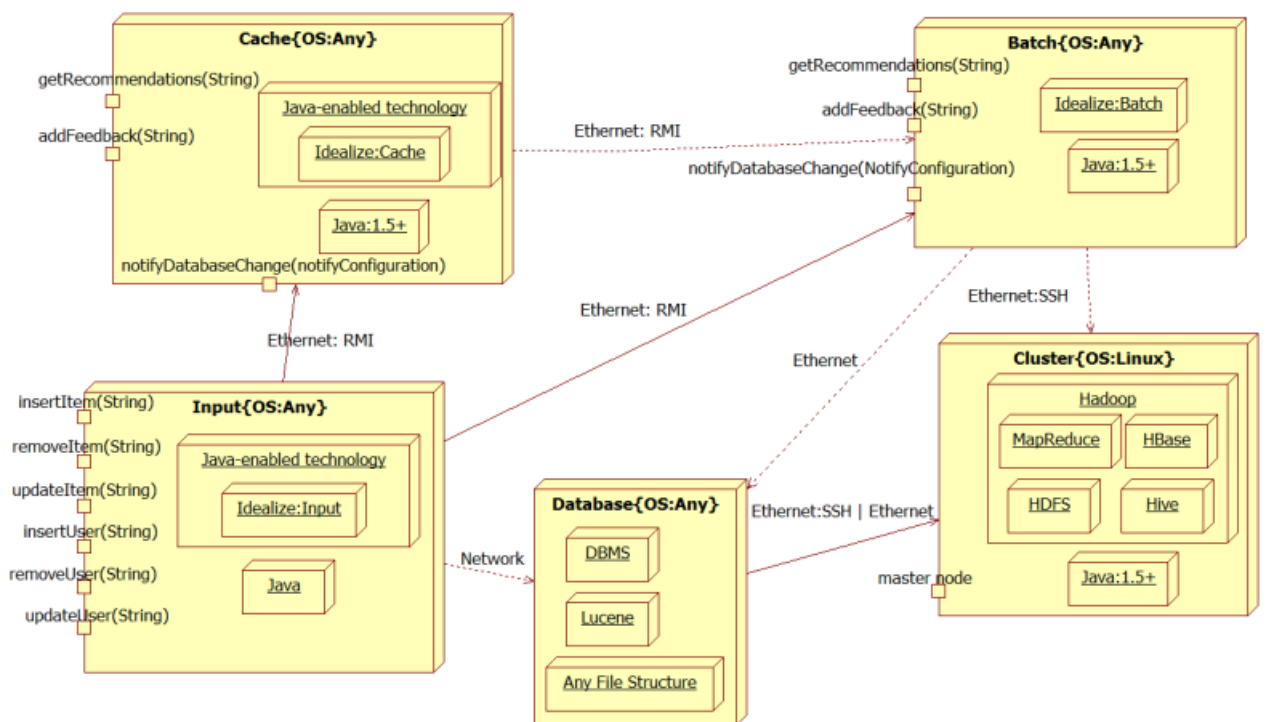 Cache{OS:Any}
getRecommendations(String)
addFeedback(String)
Java-enabled technology
Idealize:Cache
Java:1.5+
notifyDatabaseChange(notifyConfiguration)
Ethernet: RMI
Batch{OS:Any}
getRecommendations(String)
addFeedback(String)
notifyDatabaseChange(NotifyConfiguration)
Idealize:Batch
Java:1.5+
Ethernet: RMI
Ethernet: RMI
Ethernet
Ethernet:SSH
Input{OS:Any}
insertItem(String)
removeItem(String)
updateItem(String)
insertUser(String)
removeUser(String)
updateUser(String)
Java-enabled technology
Idealize:Input
Java
Network
Database{OS:Any}
DBMS
Lucene
Any File Structure
Ethernet:SSH | Ethernet
Cluster{OS:Linux}
Hadoop
MapReduce
HBase
HDFS
Hive
Java:1.5+
master node